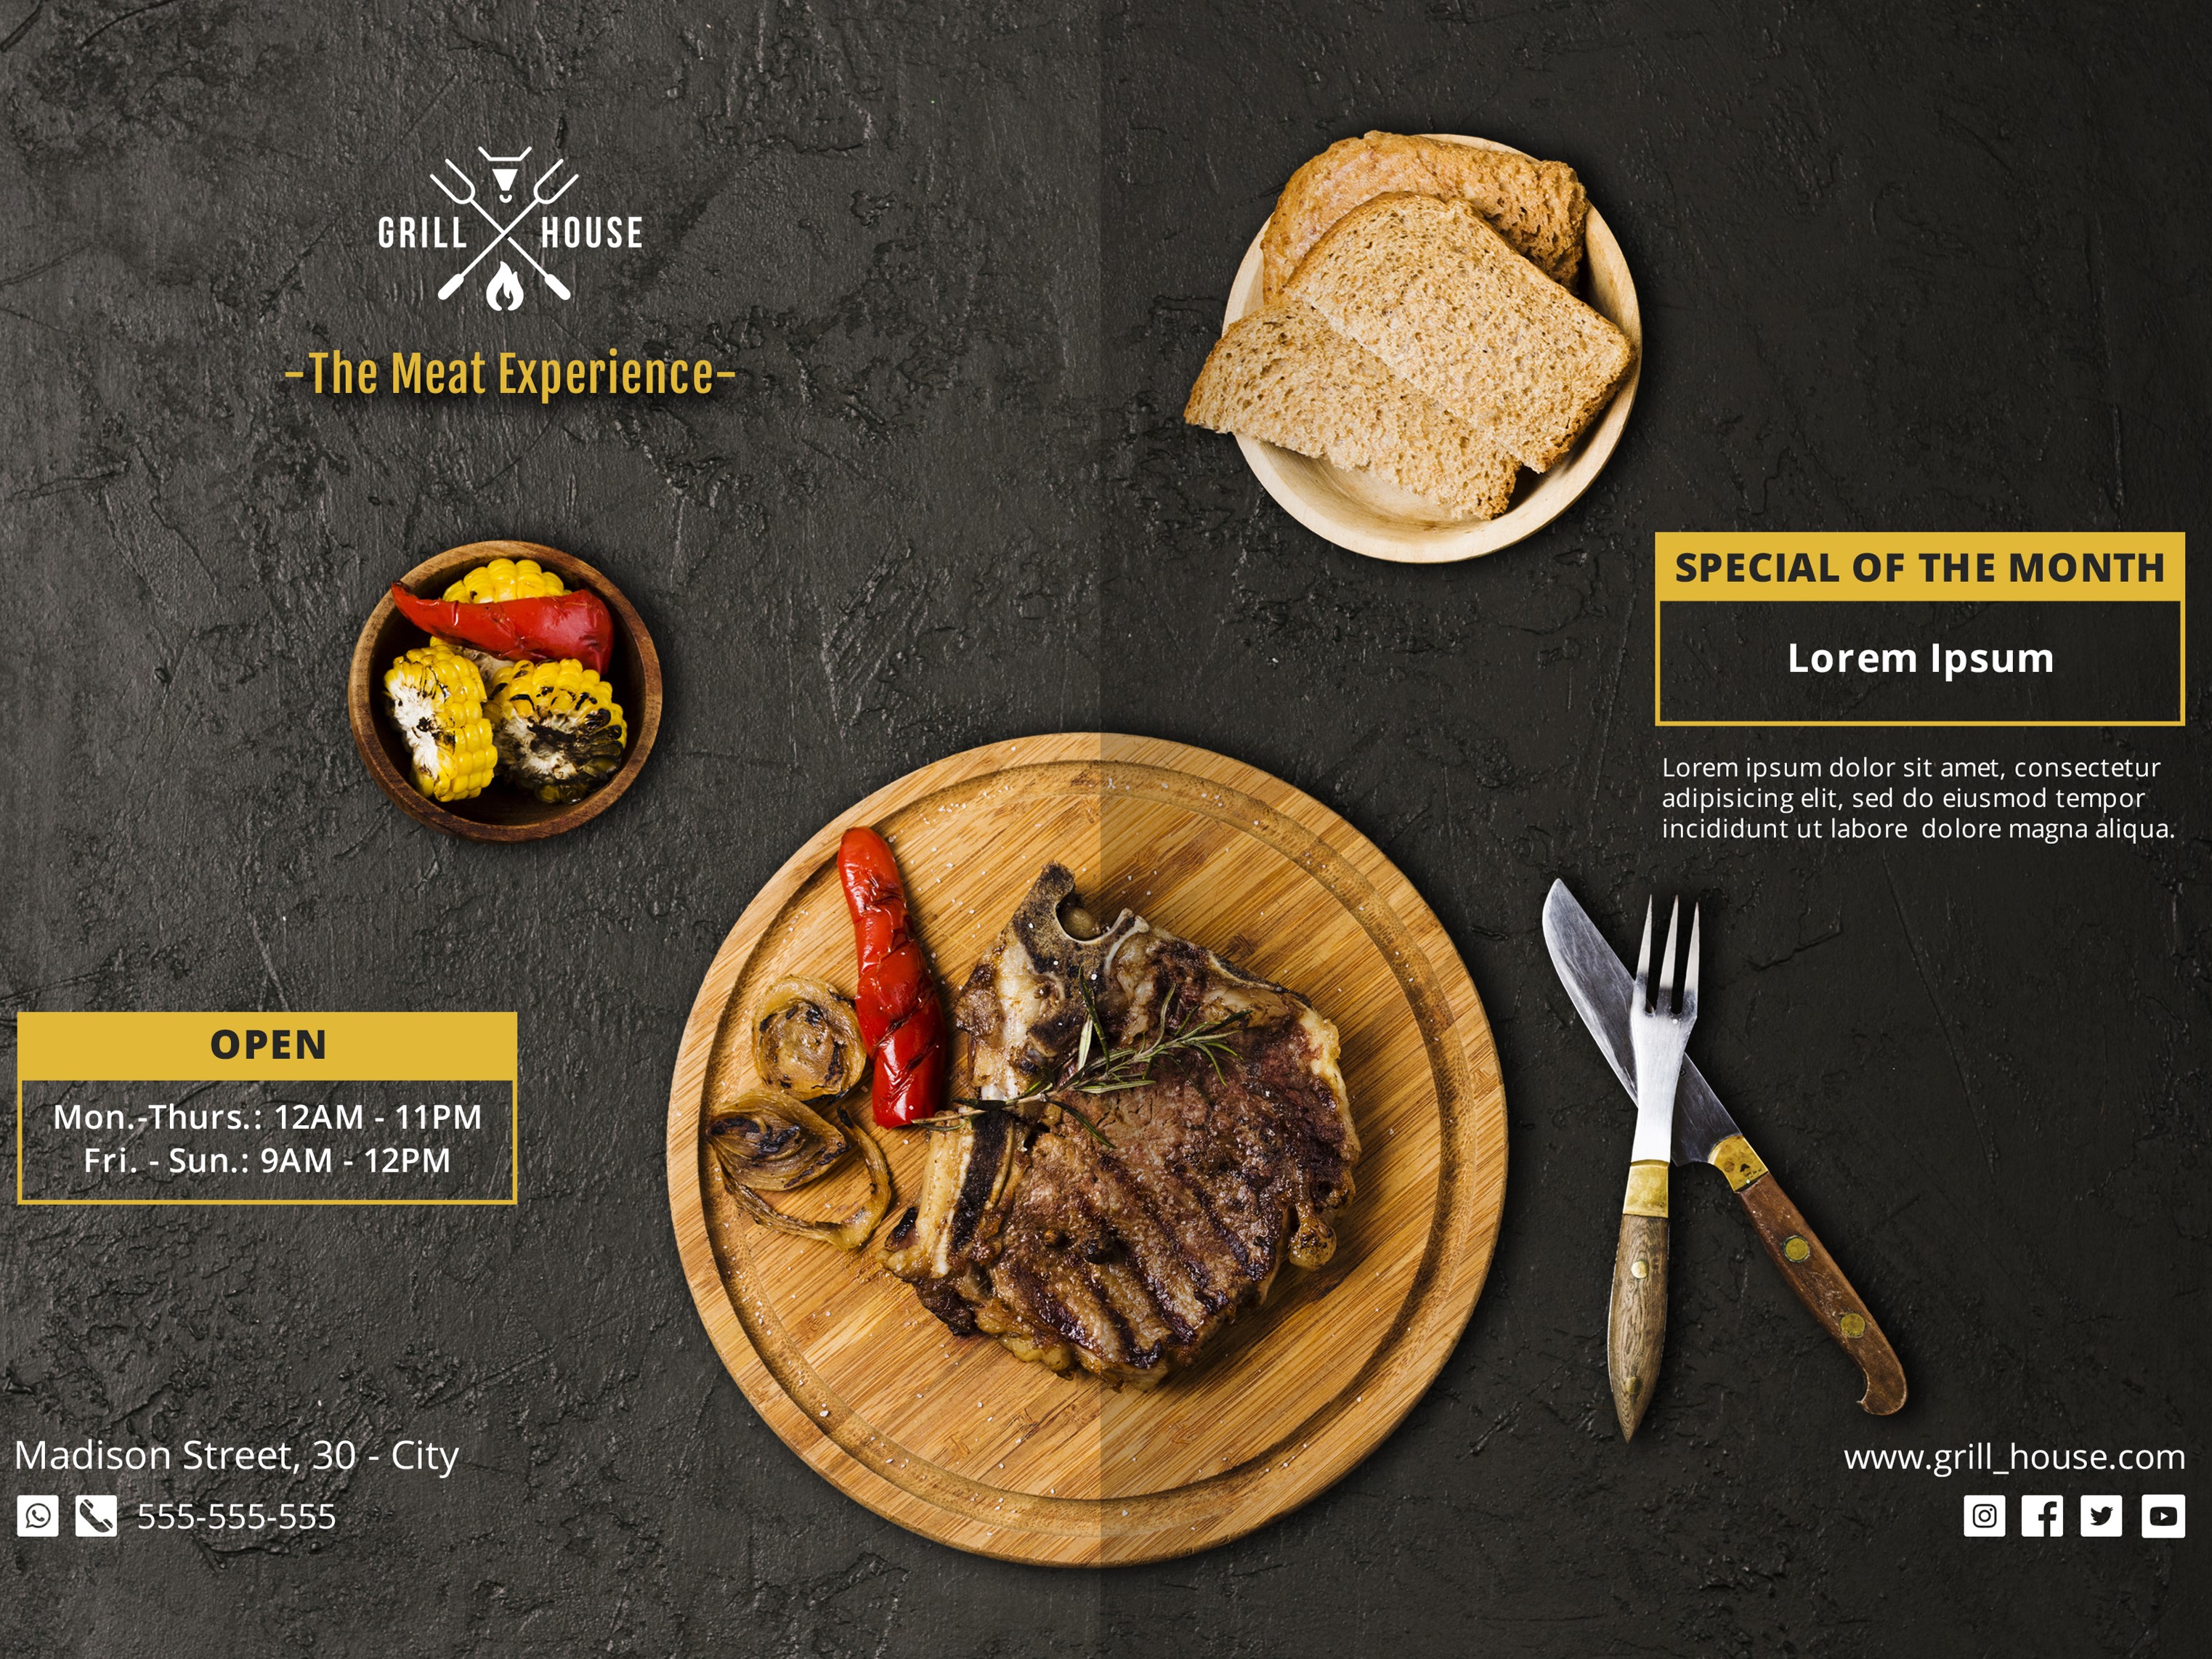 GRILL HOUSE
-The Meat Experience-
SPECIAL OF THE MONTH
Lorem Ipsum
Lorem ipsum dolor sit amet, consectetur
adipisicing elit, sed do eiusmod tempor
incididunt ut labore  dolore magna aliqua.
OPEN
Mon.-Thurs.: 12AM - 11PM
Fri. - Sun.: 9AM - 12PM
Madison Street, 30 - City
555-555-555
www.grill_house.com